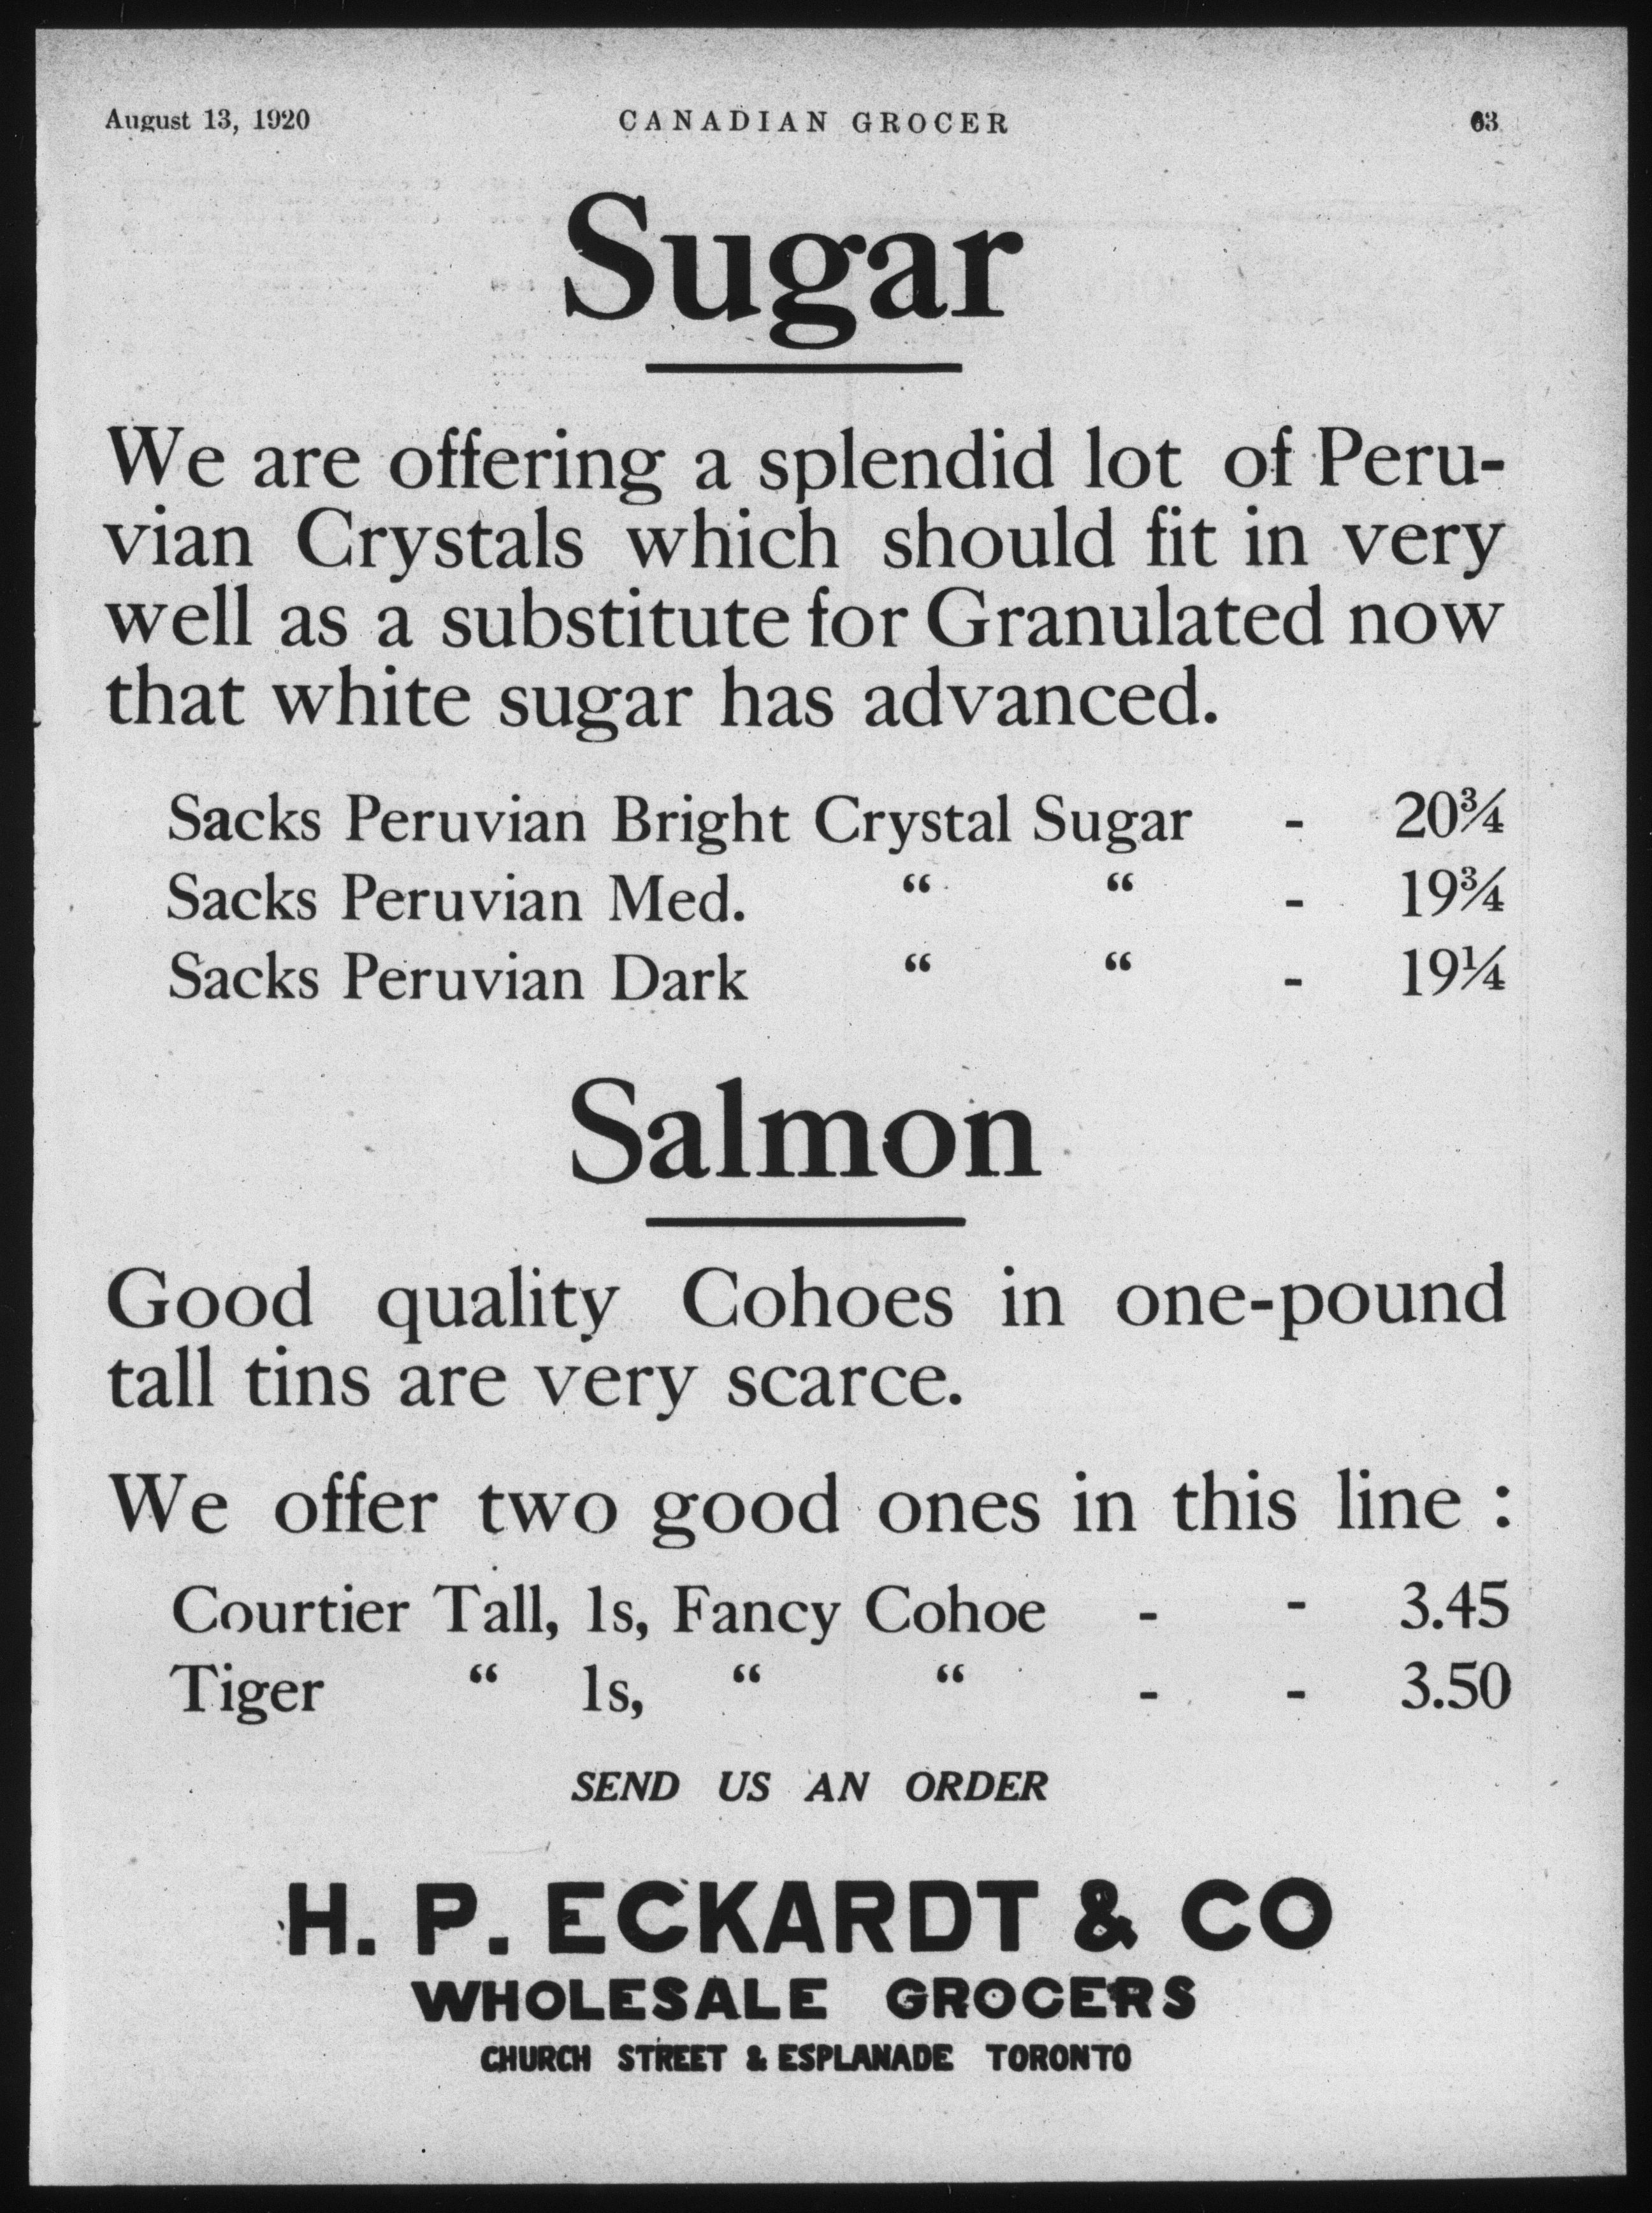 August 13, 1920 CANADIAN GROCER 63
Sugar
We are offering a splendid lot of Peru-
vian Crystals which should fit in very
well as a substitute for Granulated now
that white sugar has advanced.
Sacks Peruvian Bright Crystal Sugar - 20¾
Sacks Peruvian Med. “ “ - 19¾
Sacks Peruvian Dark “ “ - 19¼
Salmon
Good quality Cohoes in one-pound
tall tins are very scarce.
We offer two good ones in this line :
Courtier Tall, 1s, Fancy Cohoe - - 3.45
Tiger “ 1s, “ “ - - 3.50
SEND US AN ORDER
H. P. ECKARDT & CO
WHOLESALE GROCERS
CHURCH STREET & ESPLANADE TORONTO